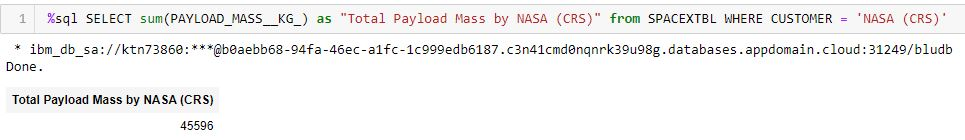 1 %sql SELECT sum(PAYLOAD_MASS__KG_) as "Total Payload Mass by NASA (CRS)" from SPACEXTBL WHERE CUSTOMER = 'NASA (CRS)'
* ibm_db_sa://ktn73860:***@b0aebb68-94fa-46ec-a1fc-1c999edb6187.c3n41cmd0nqnrk39u98g.databases.appdomain.cloud:31249/bludb
Done.
Total Payload Mass by NASA (CRS)
45596